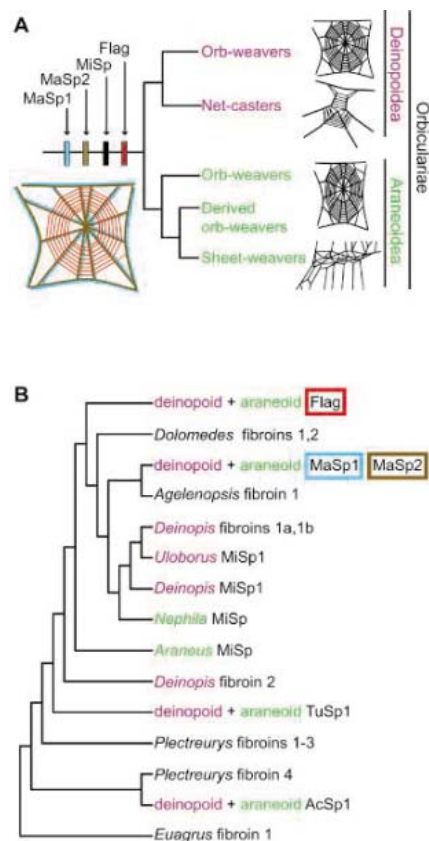 A
Flag
MiSp
MaSp2
MaSp1
Orb-weavers
Net-casters
Orb-weavers
Derived
orb-weavers
Sheet-weavers
Deinopoidea
Araneoidea
Orbiculariae
B
deinopoid + araneoid Flag
Dolomedes fibroins 1,2
deinopoid + araneoid MaSp1 MaSp2
Agelenopsis fibroin 1
Deinopis fibroins 1a,1b
Uloborus MiSp1
Deinopis MiSp1
Nephila MiSp
Araneus MiSp
Deinopis fibroin 2
deinopoid + araneoid TuSp1
Plectreurys fibroins 1-3
Plectreurys fibroin 4
deinopoid + araneoid AcSp1
Euagrus fibroin 1